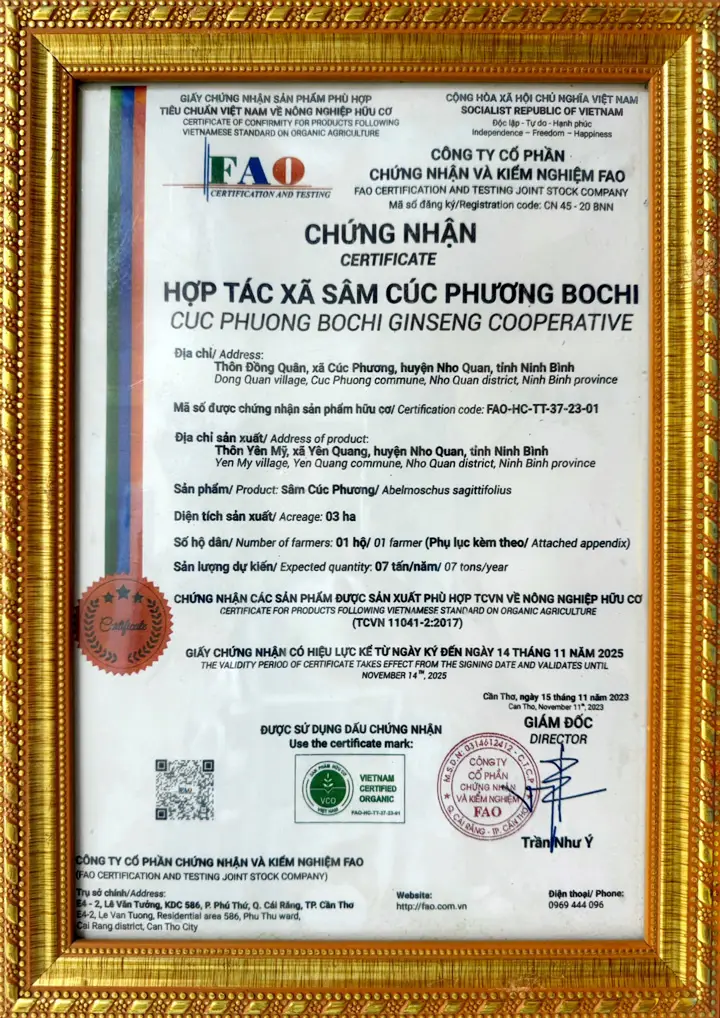 GIẤY CHỨNG NHẬN SẢN PHẨM PHÙ HỢP
TIÊU CHUẨN VIỆT NAM VỀ NÔNG NGHIỆP HỮU CƠ
CERTIFICATE OF CONFIRMITY FOR PRODUCTS FOLLOWING
VIETNAMESE STANDARD ON ORGANIC AGRICULTURE
CỘNG HÒA XÃ HỘI CHỦ NGHĨA VIỆT NAM
SOCIALIST REPUBLIC OF VIETNAM
Độc lập - Tự do - Hạnh phúc
Independence – Freedom – Happiness
FAO
CERTIFICATION AND TESTING
CÔNG TY CỔ PHẦN
CHỨNG NHẬN VÀ KIỂM NGHIỆM FAO
FAO CERTIFICATION AND TESTING JOINT STOCK COMPANY
Mã số đăng ký/Registration code: CN 45 - 20 BNN
CHỨNG NHẬN
CERTIFICATE
HỢP TÁC XÃ SÂM CÚC PHƯƠNG BOCHI
CUC PHUONG BOCHI GINSENG COOPERATIVE
Địa chỉ/ Address:
Thôn Đồng Quân, xã Cúc Phương, huyện Nho Quan, tỉnh Ninh Bình
Dong Quan village, Cuc Phuong commune, Nho Quan district, Ninh Binh province
Mã số được chứng nhận sản phẩm hữu cơ/ Certification code: FAO-HC-TT-37-23-01
Địa chỉ sản xuất/ Address of product:
Thôn Yên Mỹ, xã Yên Quang, huyện Nho Quan, tỉnh Ninh Bình
Yen My village, Yen Quang commune, Nho Quan district, Ninh Binh province
Sản phẩm/ Product: Sâm Cúc Phương/ Abelmoschus sagittifolius
Diện tích sản xuất/ Acreage: 03 ha
Số hộ dân/ Number of farmers: 01 hộ/ 01 farmer (Phụ lục kèm theo/ Attached appendix)
Sản lượng dự kiến/ Expected quantity: 07 tấn/năm/ 07 tons/year
Certificate
CHỨNG NHẬN CÁC SẢN PHẨM ĐƯỢC SẢN XUẤT PHÙ HỢP TCVN VỀ NÔNG NGHIỆP HỮU CƠ
CERTIFICATE FOR PRODUCTS FOLLOWING VIETNAMESE STANDARD ON ORGANIC AGRICULTURE
(TCVN 11041-2:2017)
GIẤY CHỨNG NHẬN CÓ HIỆU LỰC KỂ TỪ NGÀY KÝ ĐẾN NGÀY 14 THÁNG 11 NĂM 2025
THE VALIDITY PERIOD OF CERTIFICATE TAKES EFFECT FROM THE SIGNING DATE AND VALIDATES UNTIL
NOVEMBER 14TH, 2025
Cần Thơ, ngày 15 tháng 11 năm 2023
Can Tho, November 11th, 2023
GIÁM ĐỐC
DIRECTOR
ĐƯỢC SỬ DỤNG DẤU CHỨNG NHẬN
Use the certificate mark:
SẢN PHẨM HỮU CƠ
VCO
VIỆT NAM
VIETNAM
CERTIFIED
ORGANIC
FAO-HC-TT-37-23-01
M.S.D.N: 0314612412 - C.T.C.P
CÔNG TY
CỔ PHẦN
CHỨNG NHẬN
VÀ KIỂM NGHIỆM
FAO
Q. CÁI RĂNG - TP. CẦN THƠ
Trần Như Ý
CÔNG TY CỔ PHẦN CHỨNG NHẬN VÀ KIỂM NGHIỆM FAO
(FAO CERTIFICATION AND TESTING JOINT STOCK COMPANY)
Trụ sở chính/Address:
E4 - 2, Lê Văn Tưởng, KDC 586, P. Phú Thứ, Q. Cái Răng, TP. Cần Thơ
E4-2, Le Van Tuong, Residential area 586, Phu Thu ward,
Cai Rang district, Can Tho City
Website:
http://fao.com.vn
Điện thoại/ Phone:
0969 444 096